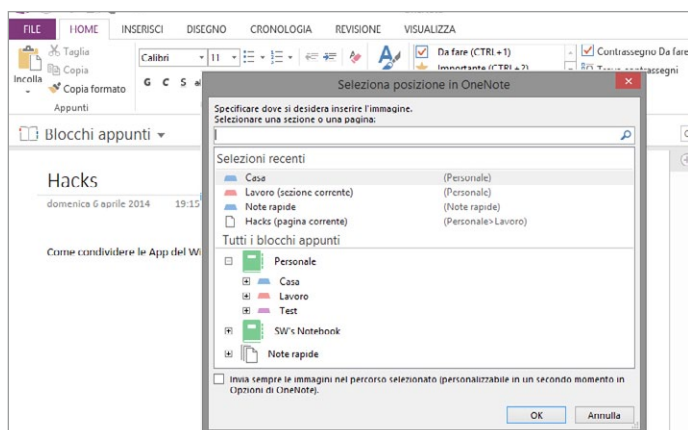 FILE HOME INSERISCI DISEGNO CRONOLOGIA REVISIONE VISUALIZZA
Incolla
Taglia
Copia
Copia formato
Appunti
Calibri 11
G C S
Da fare (CTRL+1)
Importante (CTRL+2)
Contrassegno Da fare
Trova contrassegni
Blocchi appunti
Hacks
domenica 6 aprile 2014 19:15
Come condividere le App del Wi
Seleziona posizione in OneNote
Specificare dove si desidera inserire l'immagine.
Selezionare una sezione o una pagina:
Selezioni recenti
Casa (Personale)
Lavoro (sezione corrente) (Personale)
Note rapide (Note rapide)
Hacks (pagina corrente) (Personale>Lavoro)
Tutti i blocchi appunti
Personale
Casa
Lavoro
Test
SW's Notebook
Note rapide
Invia sempre le immagini nel percorso selezionato (personalizzabile in un secondo momento in
Opzioni di OneNote).
OK Annulla